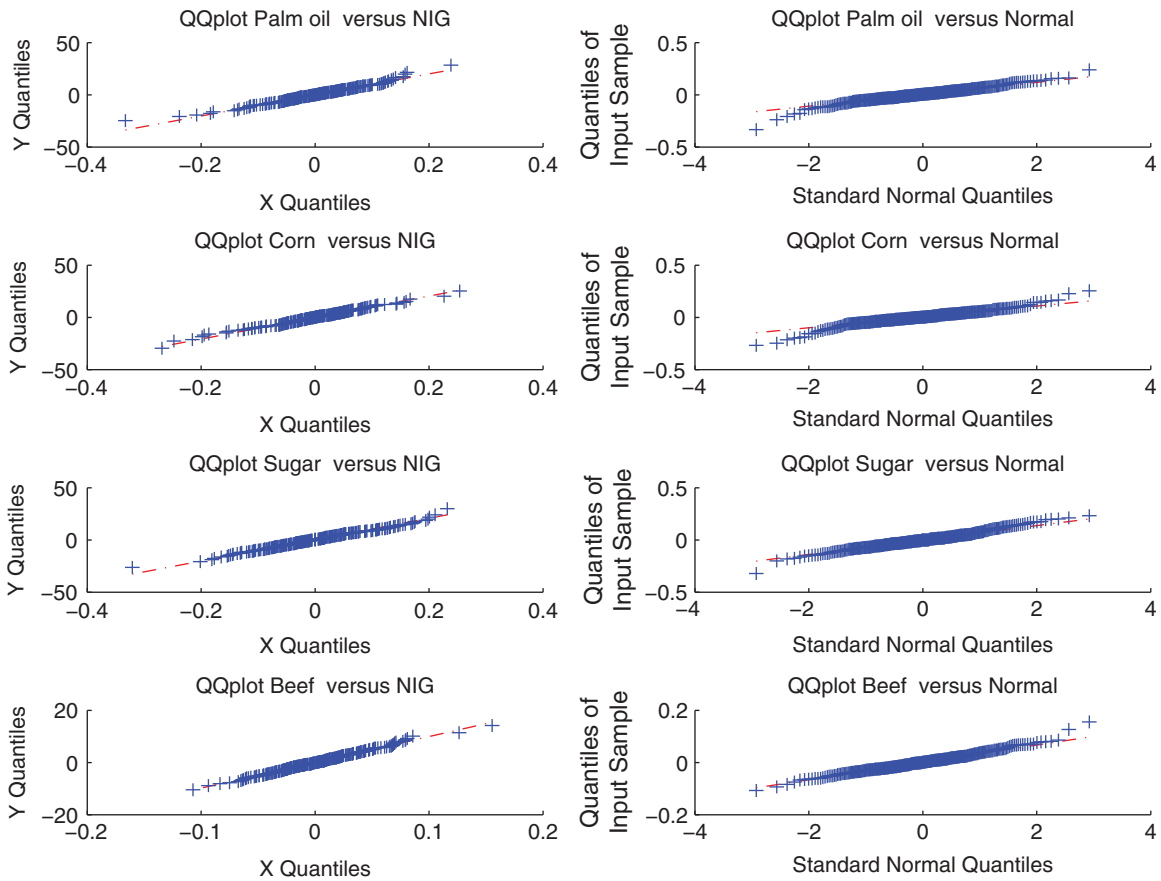 QQplot Palm oil versus NIG
Y Quantiles
50
0
−50
−0.4
−0.2
0
0.2
0.4
X Quantiles
QQplot Palm oil versus Normal
Quantiles of
Input Sample
0.5
0
−0.5
−4
−2
0
2
4
Standard Normal Quantiles
QQplot Corn versus NIG
Y Quantiles
50
0
−50
−0.4
−0.2
0
0.2
0.4
X Quantiles
QQplot Corn versus Normal
Quantiles of
Input Sample
0.5
0
−0.5
−4
−2
0
2
4
Standard Normal Quantiles
QQplot Sugar versus NIG
Y Quantiles
50
0
−50
−0.4
−0.2
0
0.2
0.4
X Quantiles
QQplot Sugar versus Normal
Quantiles of
Input Sample
0.5
0
−0.5
−4
−2
0
2
4
Standard Normal Quantiles
QQplot Beef versus NIG
Y Quantiles
20
0
−20
−0.2
−0.1
0
0.1
0.2
X Quantiles
QQplot Beef versus Normal
Quantiles of
Input Sample
0.2
0
−0.2
−4
−2
0
2
4
Standard Normal Quantiles